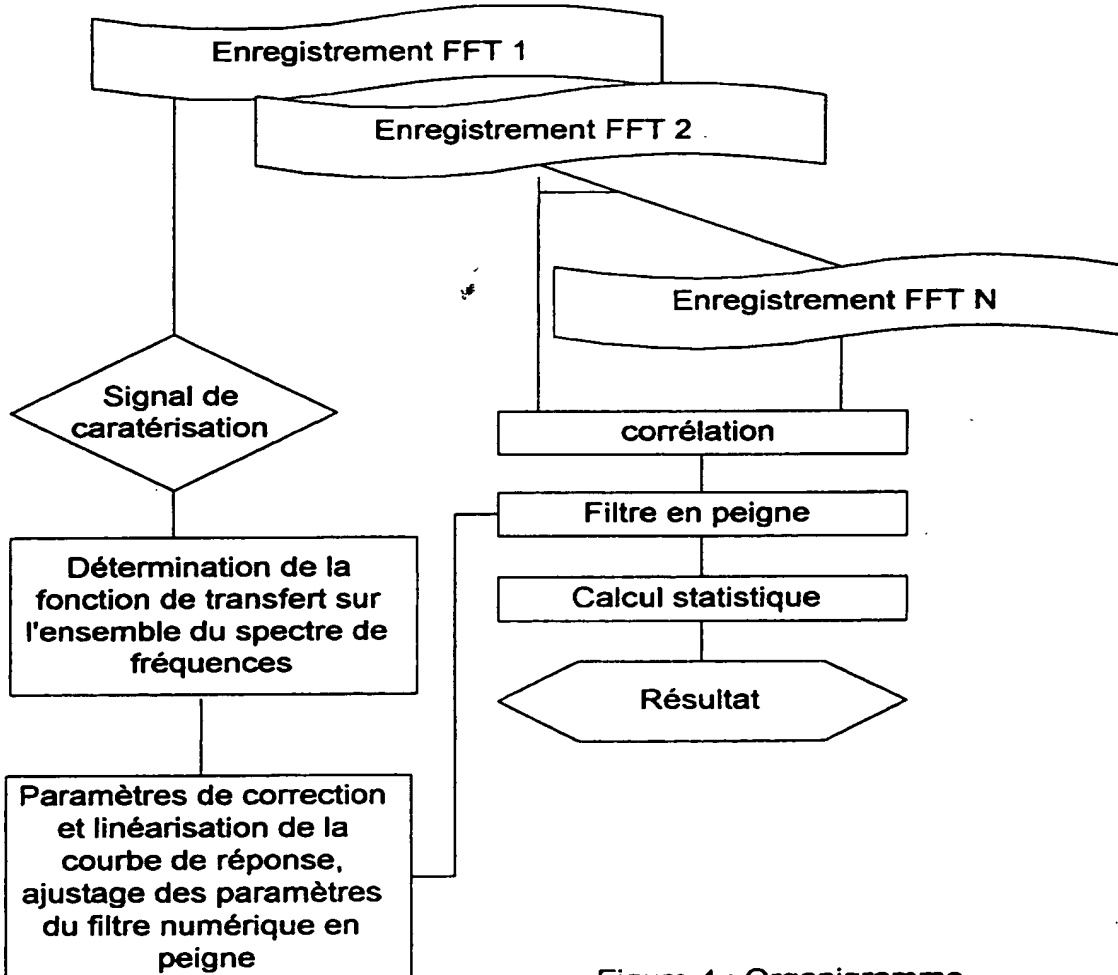 Enregistrement FFT 1
Enregistrement FFT 2
Enregistrement FFT N
Signal de
caratérisation
corrélation
Filtre en peigne
Calcul statistique
Résultat
Détermination de la
fonction de transfert sur
l'ensemble du spectre de
fréquences
Paramètres de correction
et linéarisation de la
courbe de réponse,
ajustage des paramètres
du filtre numérique en
peigne